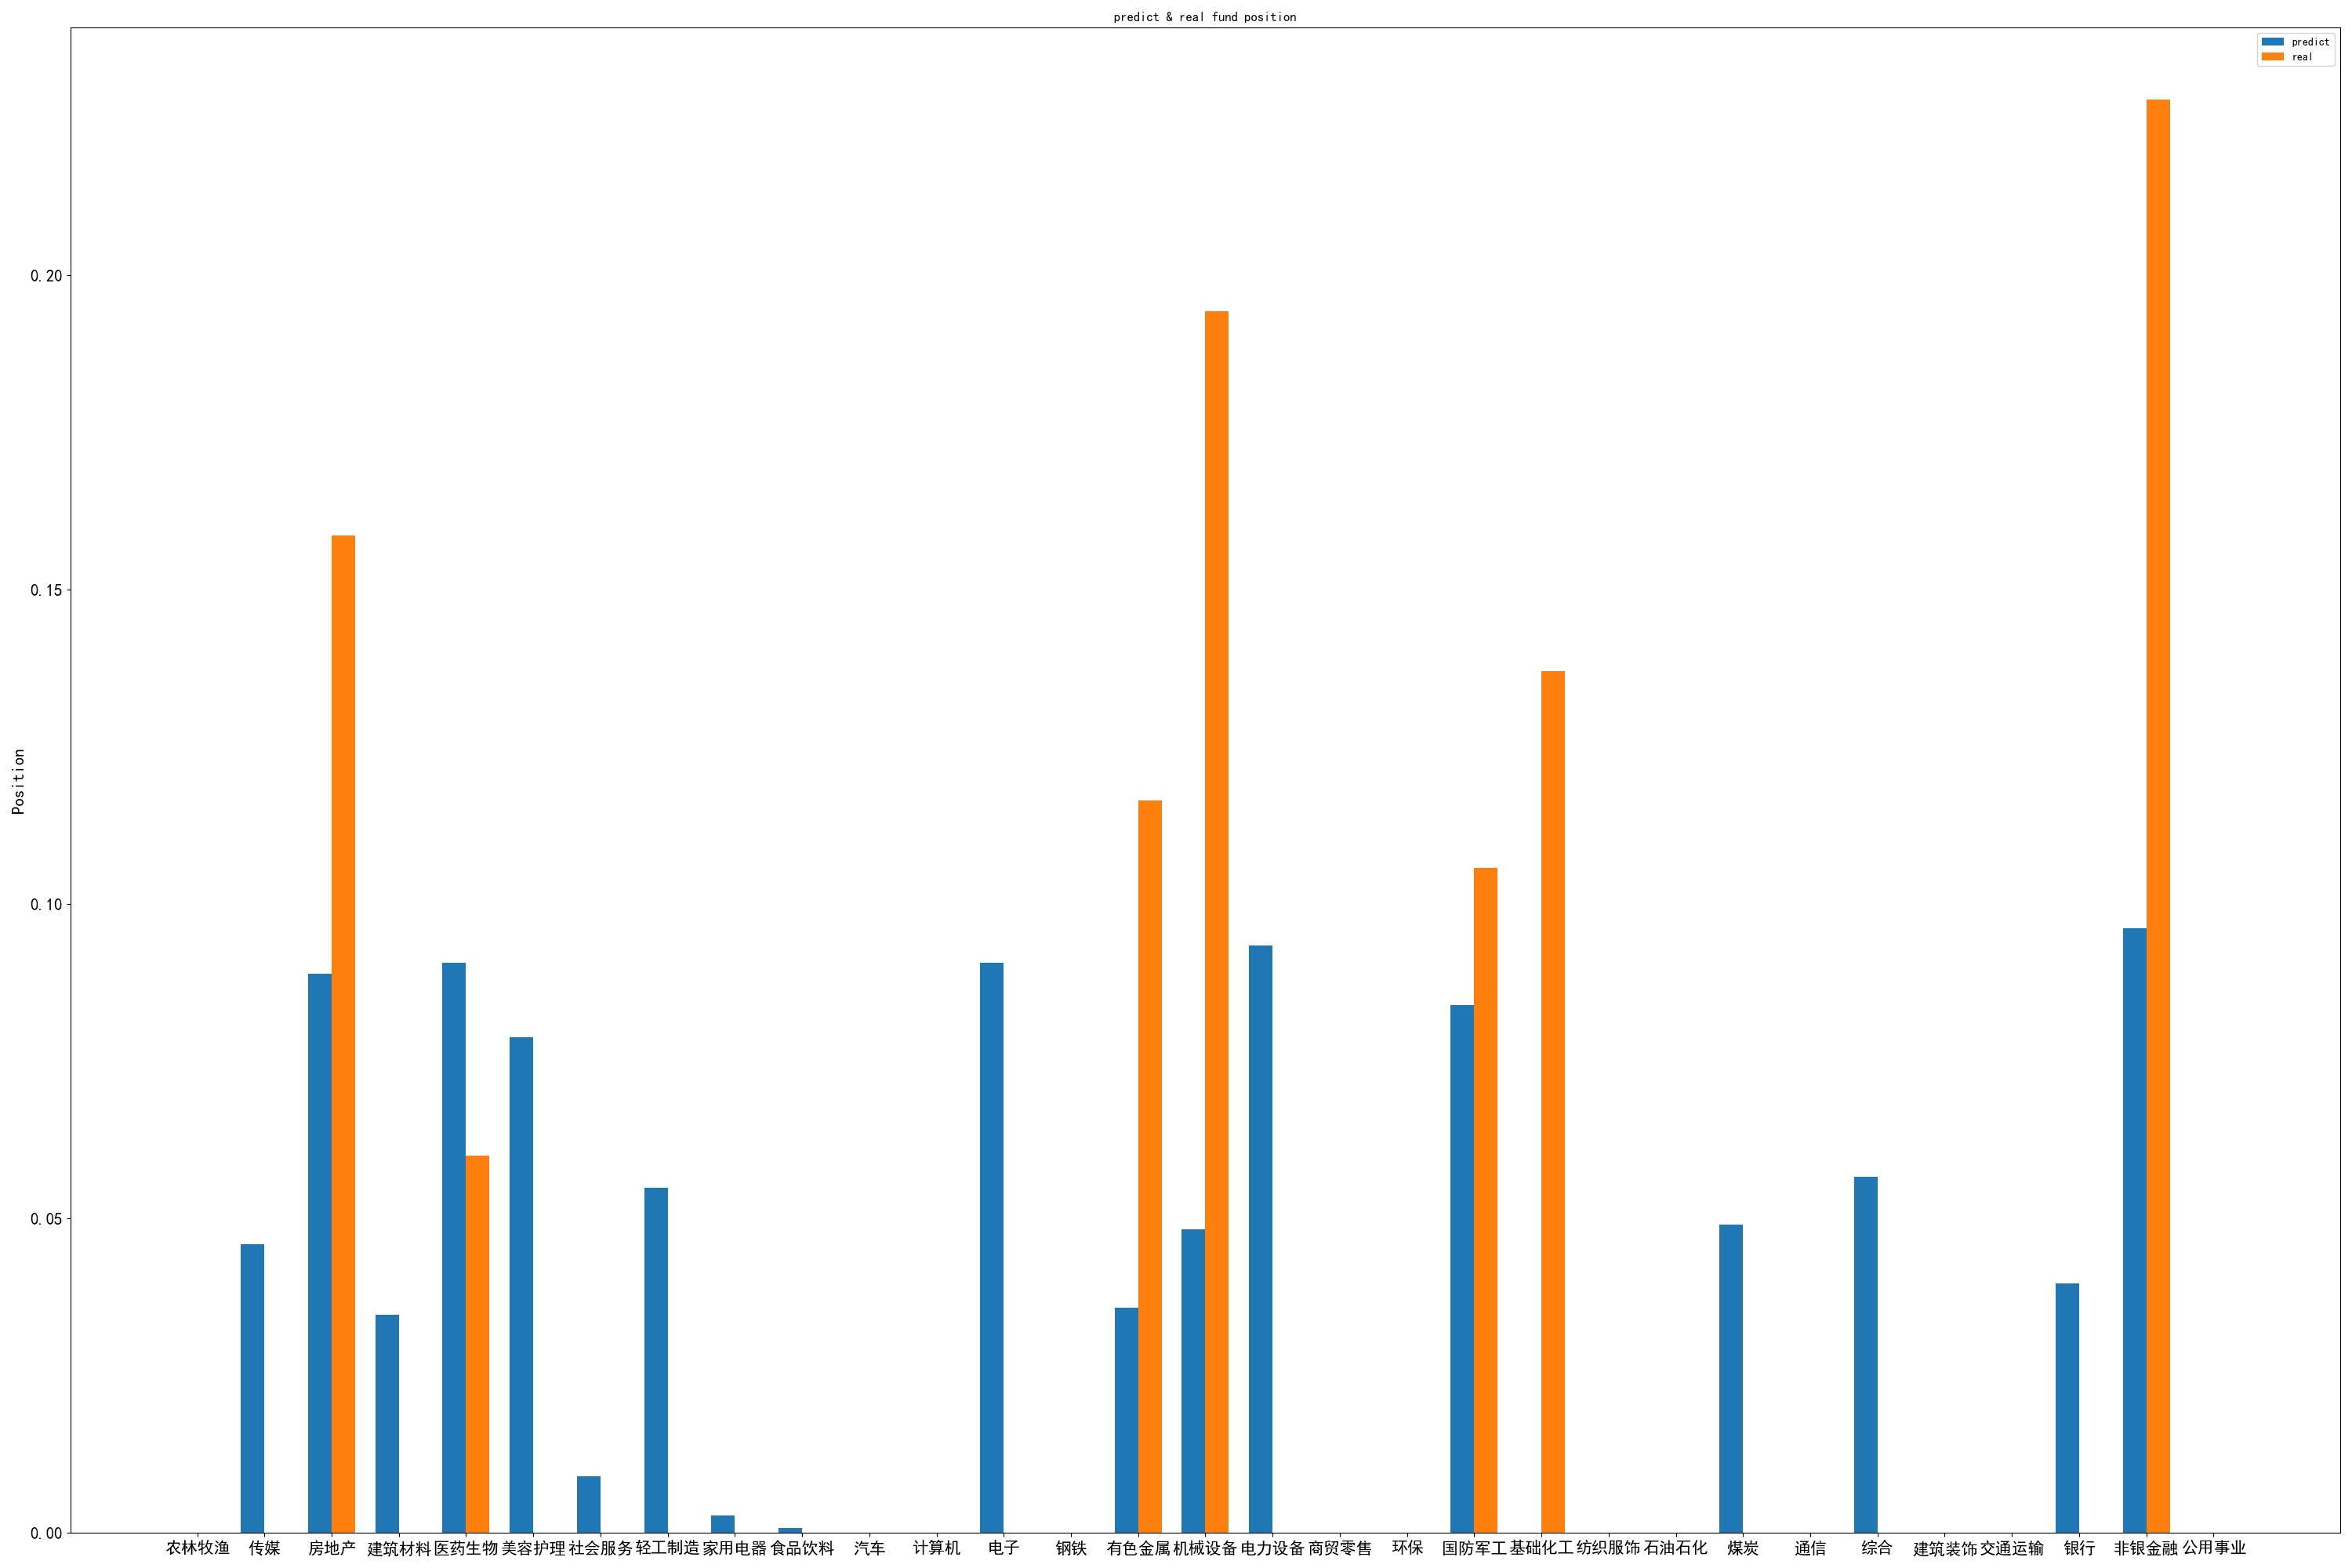 predict & real fund position
predict
real
0.20
0.15
0.10
0.05
0.00
Position
农林牧渔 传媒 房地产 建筑材料 医药生物 美容护理 社会服务 轻工制造 家用电器 食品饮料 汽车 计算机 电子 钢铁 有色金属 机械设备 电力设备 商贸零售 环保 国防军工 基础化工 纺织服饰 石油石化 煤炭 通信 综合 建筑装饰 交通运输 银行 非银金融 公用事业